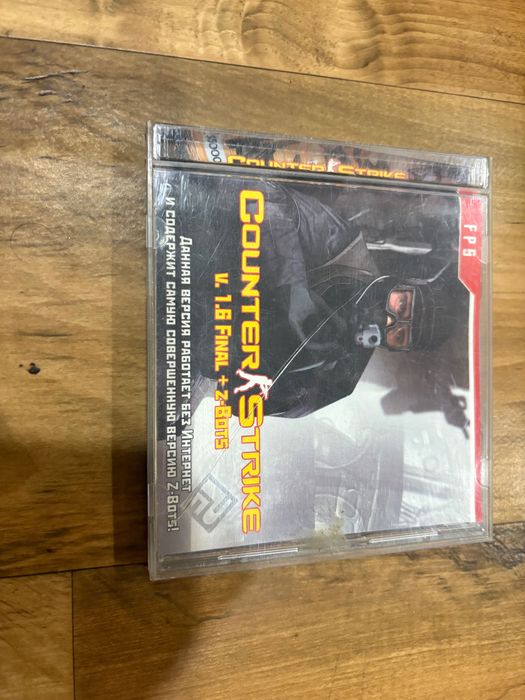 COUNTER STRIKE
FPS
COUNTER STRIKE
v. 1.6 FINAL + Z-BOTS
ДАННАЯ ВЕРСИЯ РАБОТАЕТ БЕЗ ИНТЕРНЕТ
И СОДЕРЖИТ САМУЮ СОВЕРШЕННУЮ ВЕРСИЮ Z-BOTS!